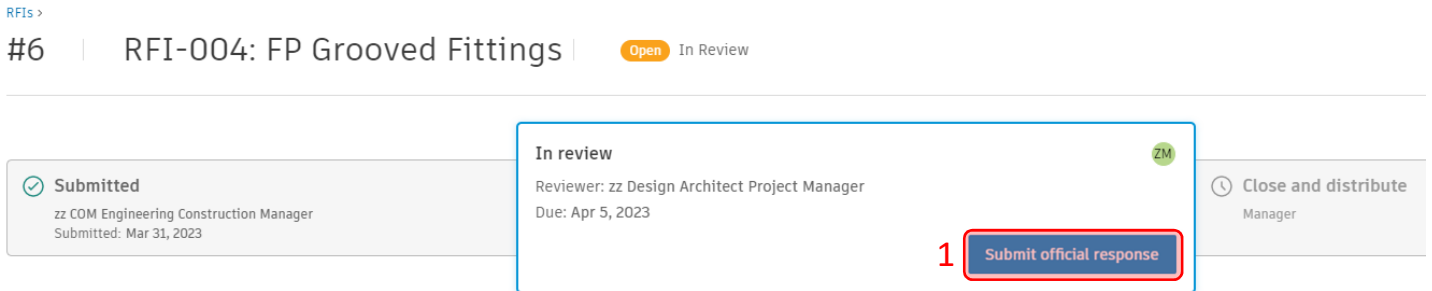 RFIs >
#6 RFI-004: FP Grooved Fittings Open In Review
Submitted
zz COM Engineering Construction Manager
Submitted: Mar 31, 2023
In review ZM
Reviewer: zz Design Architect Project Manager
Due: Apr 5, 2023
1 Submit official response
Close and distribute
Manager